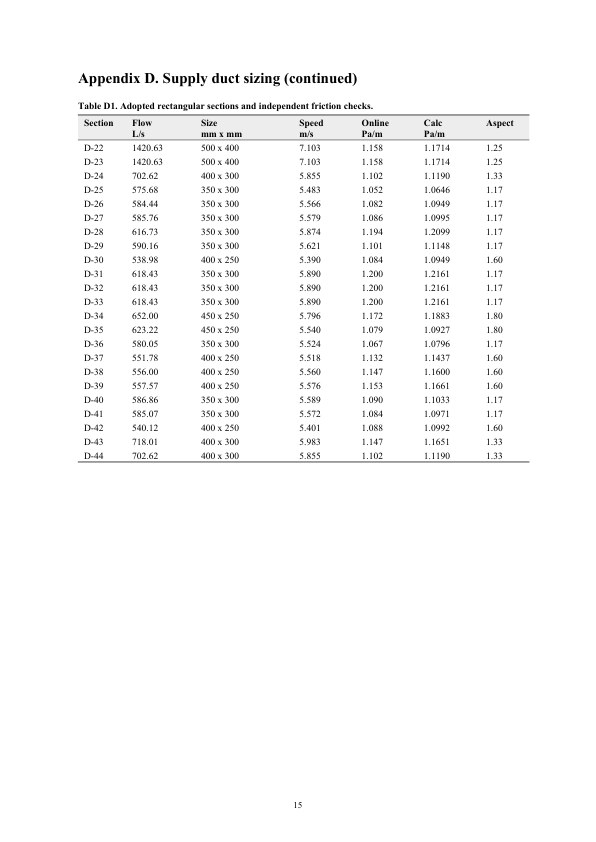 Appendix D. Supply duct sizing (continued)
Table D1. Adopted rectangular sections and independent friction checks.
Section Flow Size Speed Online Calc Aspect
L/s mm x mm m/s Pa/m Pa/m
D-22 1420.63 500 x 400 7.103 1.158 1.1714 1.25
D-23 1420.63 500 x 400 7.103 1.158 1.1714 1.25
D-24 702.62 400 x 300 5.855 1.102 1.1190 1.33
D-25 575.68 350 x 300 5.483 1.052 1.0646 1.17
D-26 584.44 350 x 300 5.566 1.082 1.0949 1.17
D-27 585.76 350 x 300 5.579 1.086 1.0995 1.17
D-28 616.73 350 x 300 5.874 1.194 1.2099 1.17
D-29 590.16 350 x 300 5.621 1.101 1.1148 1.17
D-30 538.98 400 x 250 5.390 1.084 1.0949 1.60
D-31 618.43 350 x 300 5.890 1.200 1.2161 1.17
D-32 618.43 350 x 300 5.890 1.200 1.2161 1.17
D-33 618.43 350 x 300 5.890 1.200 1.2161 1.17
D-34 652.00 450 x 250 5.796 1.172 1.1883 1.80
D-35 623.22 450 x 250 5.540 1.079 1.0927 1.80
D-36 580.05 350 x 300 5.524 1.067 1.0796 1.17
D-37 551.78 400 x 250 5.518 1.132 1.1437 1.60
D-38 556.00 400 x 250 5.560 1.147 1.1600 1.60
D-39 557.57 400 x 250 5.576 1.153 1.1661 1.60
D-40 586.86 350 x 300 5.589 1.090 1.1033 1.17
D-41 585.07 350 x 300 5.572 1.084 1.0971 1.17
D-42 540.12 400 x 250 5.401 1.088 1.0992 1.60
D-43 718.01 400 x 300 5.983 1.147 1.1651 1.33
D-44 702.62 400 x 300 5.855 1.102 1.1190 1.33
15